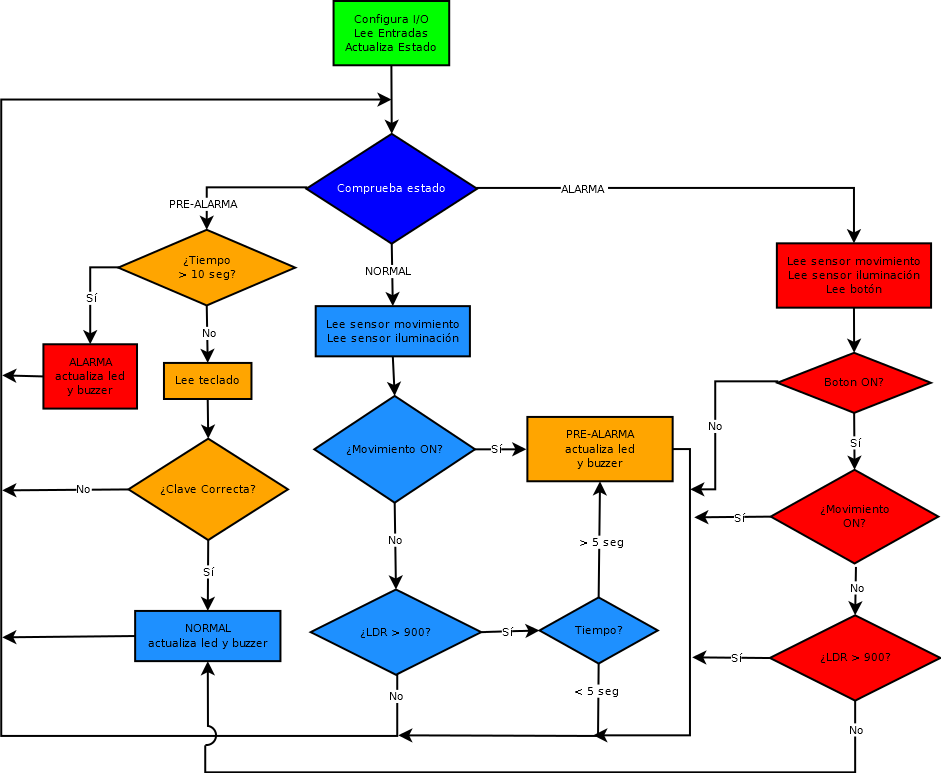 Configura I/O
Lee Entradas
Actualiza Estado
Comprueba estado
PRE-ALARMA
ALARMA
NORMAL
¿Tiempo
> 10 seg?
Sí
No
ALARMA
actualiza led
y buzzer
Lee teclado
¿Clave Correcta?
No
Sí
NORMAL
actualiza led y buzzer
Lee sensor movimiento
Lee sensor iluminación
¿Movimiento ON?
Sí
No
PRE-ALARMA
actualiza led
y buzzer
> 5 seg
¿LDR > 900?
Sí
Tiempo?
No
< 5 seg
Lee sensor movimiento
Lee sensor iluminación
Lee botón
Boton ON?
No
Sí
¿Movimiento
ON?
Sí
No
¿LDR > 900?
Sí
No